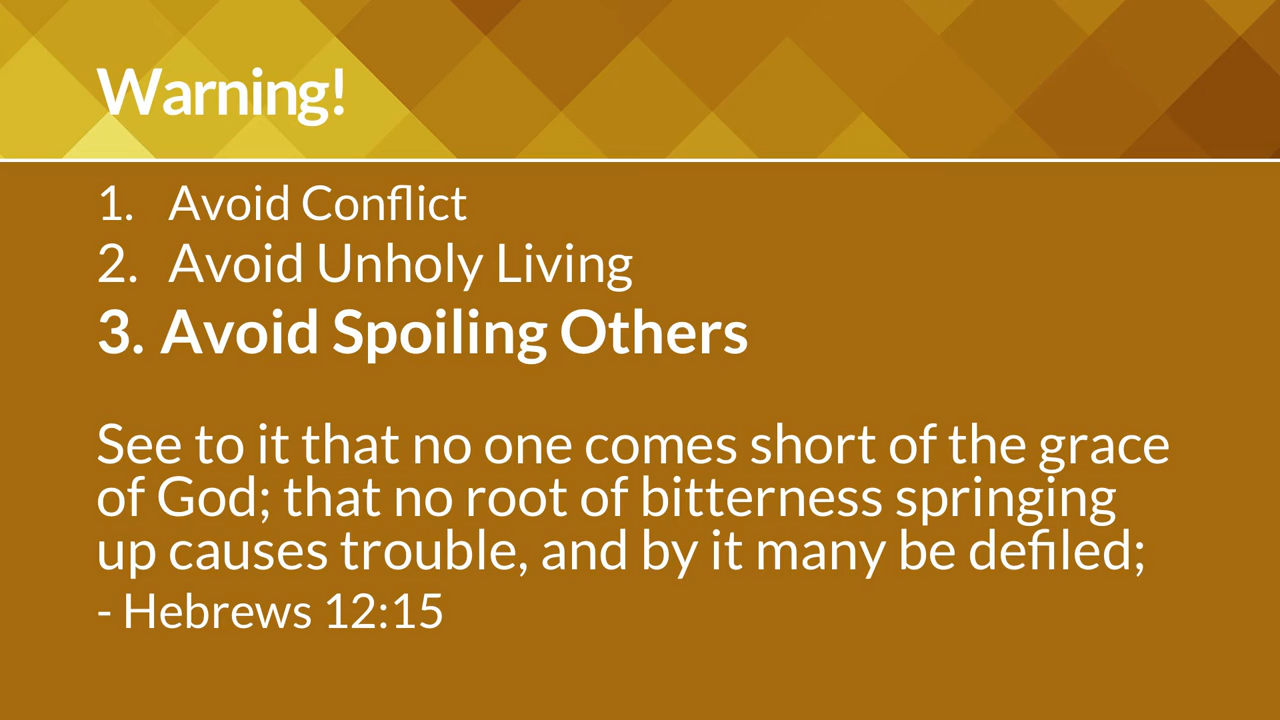 Warning!
1. Avoid Conflict
2. Avoid Unholy Living
3. Avoid Spoiling Others
See to it that no one comes short of the grace
of God; that no root of bitterness springing
up causes trouble, and by it many be defiled;
- Hebrews 12:15